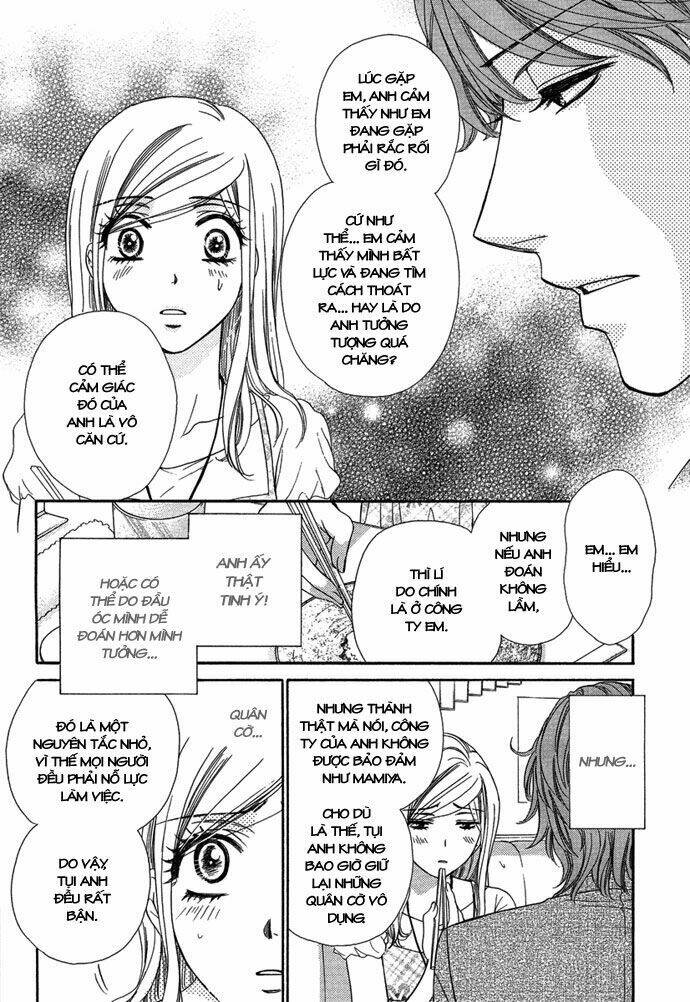 LÚC GẶP
EM, ANH CẢM
THẤY NHƯ EM
ĐANG GẶP
PHẢI RẮC RỐI
GÌ ĐÓ.
CỨ NHƯ
THỂ... EM CẢM
THẤY MÌNH BẤT
LỰC VÀ ĐANG TÌM
CÁCH THOÁT
RA... HAY LÀ DO
ANH TƯỞNG
TƯỢNG QUÁ
CHĂNG?
CÓ THỂ
CẢM GIÁC
ĐÓ CỦA
ANH LÀ VÔ
CĂN CỨ.
EM... EM
HIỂU...
NHƯNG
NẾU ANH
ĐOÁN
KHÔNG
LẦM,
THÌ LÍ
DO CHÍNH
LÀ Ở CÔNG
TY EM.
ANH ẤY
THẬT
TINH Ý!
HOẶC CÓ
THỂ DO ĐẦU
ÓC MÌNH DỄ
ĐOÁN HƠN MÌNH
TƯỞNG...
NHƯNG...
NHƯNG THÀNH
THẬT MÀ NÓI, CÔNG
TY CỦA ANH KHÔNG
ĐƯỢC BẢO ĐẢM
NHƯ MAMIYA.
CHO DÙ
LÀ THẾ, TỤI
ANH KHÔNG
BAO GIỜ GIỮ
LẠI NHỮNG
QUÂN CỜ VÔ
DỤNG.
QUÂN
CỜ...
ĐÓ LÀ MỘT
NGUYÊN TẮC NHỎ,
VÌ THẾ MỌI NGƯỜI
ĐỀU PHẢI NỖ LỰC
LÀM VIỆC.
DO VẬY,
TỤI ANH
ĐỀU RẤT
BẬN.